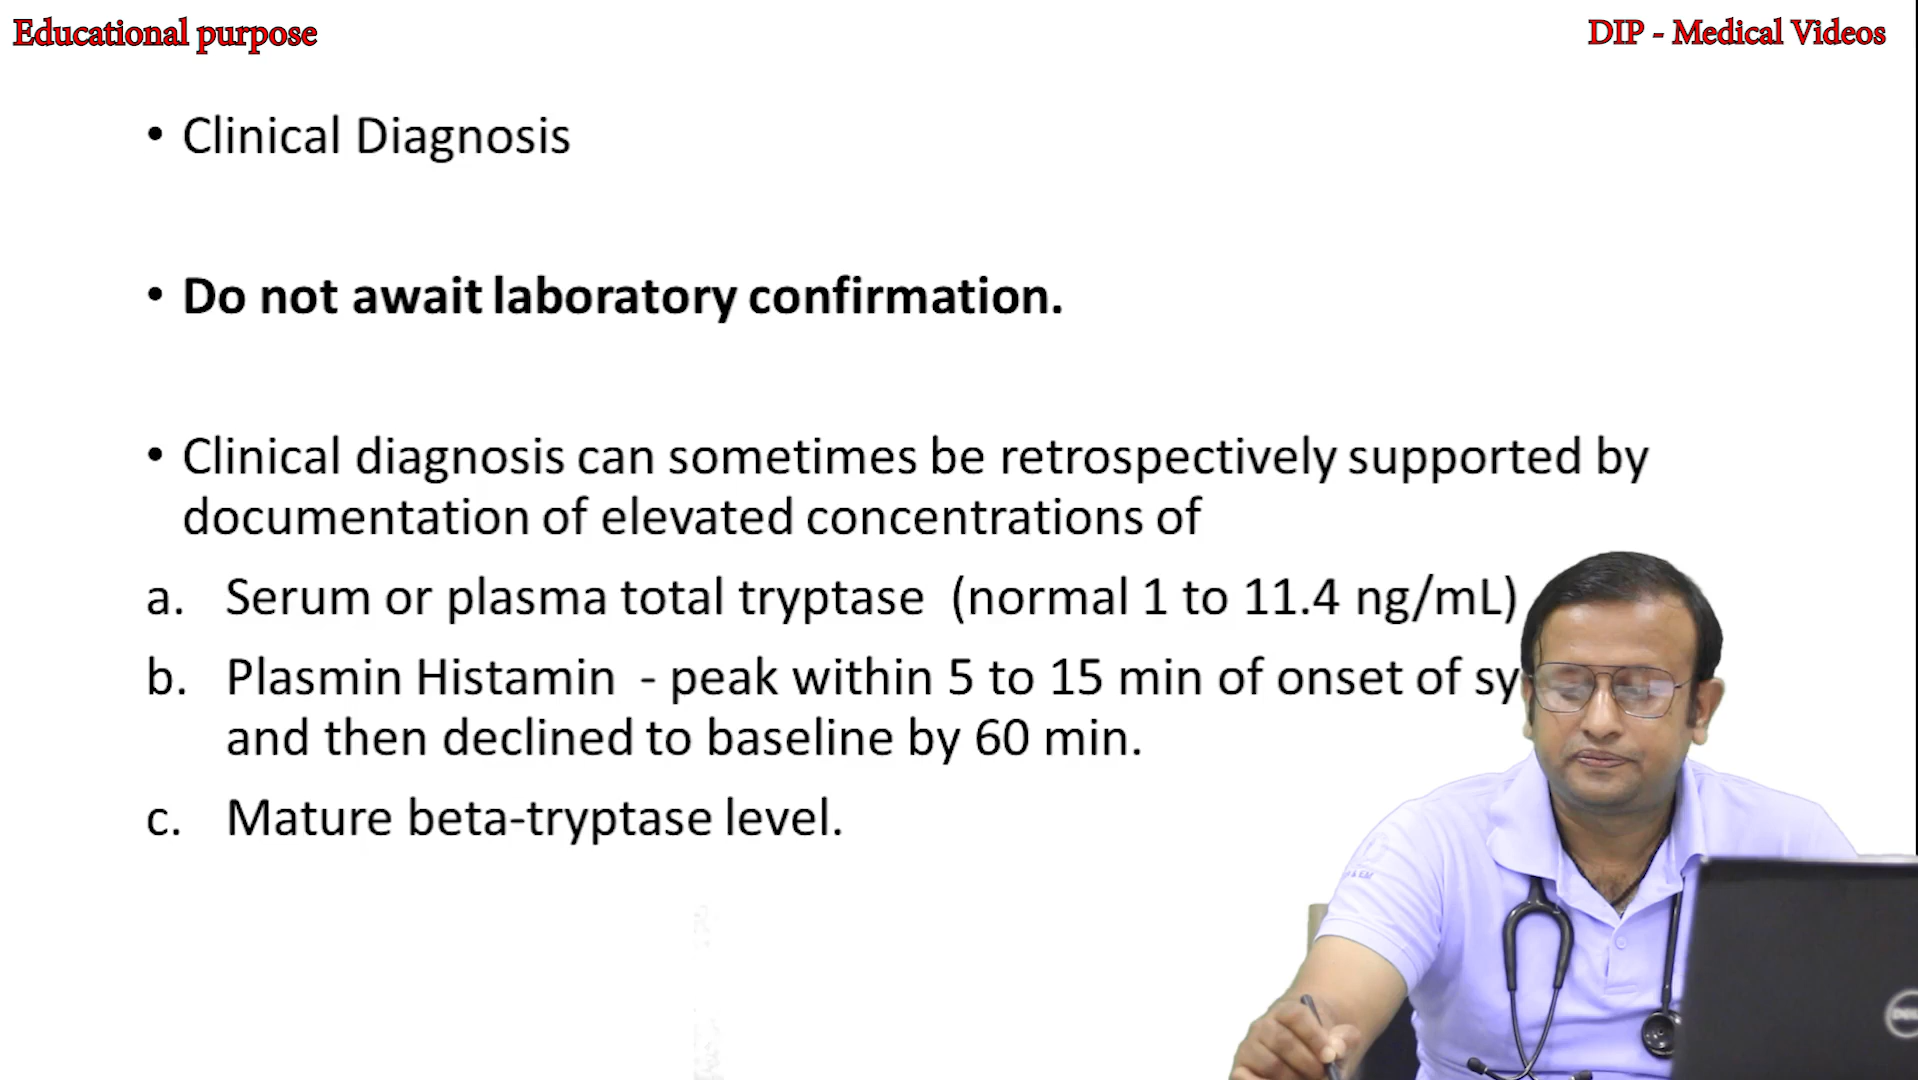 Educational purpose
DIP - Medical Videos
• Clinical Diagnosis
• Do not await laboratory confirmation.
• Clinical diagnosis can sometimes be retrospectively supported by
documentation of elevated concentrations of
a. Serum or plasma total tryptase (normal 1 to 11.4 ng/mL)
b. Plasmin Histamin - peak within 5 to 15 min of onset of sy
and then declined to baseline by 60 min.
c. Mature beta-tryptase level.
DELL